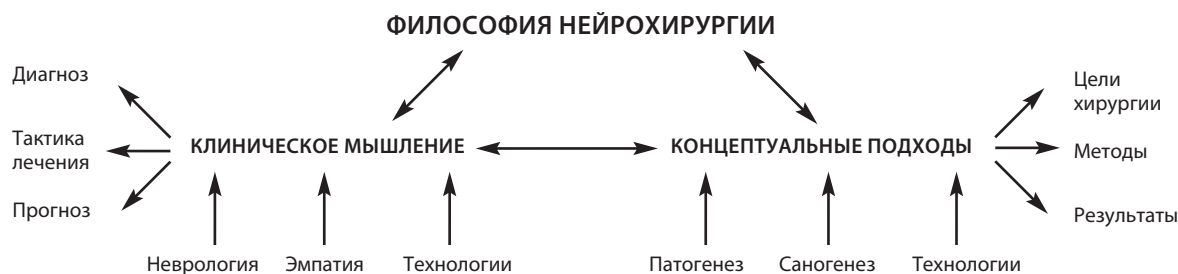 ФИЛОСОФИЯ НЕЙРОХИРУРГИИ
Диагноз
Тактика
лечения
Прогноз
КЛИНИЧЕСКОЕ МЫШЛЕНИЕ
КОНЦЕПТУАЛЬНЫЕ ПОДХОДЫ
Цели
хирургии
Методы
Результаты
Неврология
Эмпатия
Технологии
Патогенез
Саногенез
Технологии